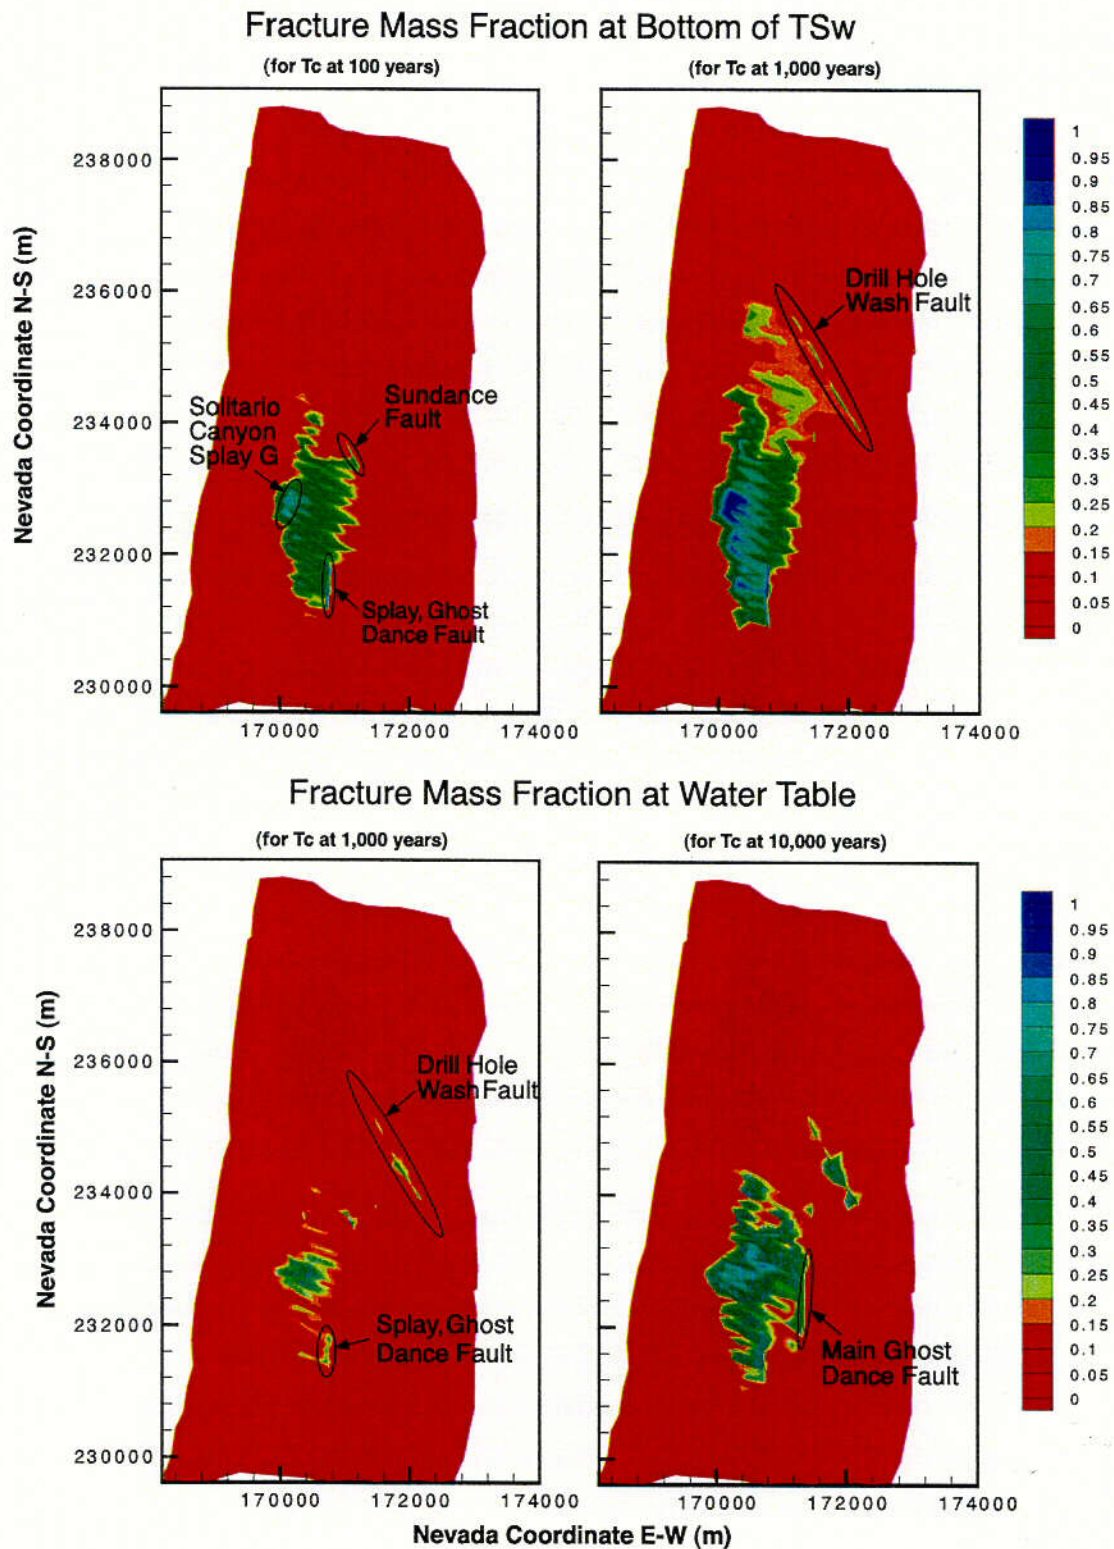 Fracture Mass Fraction at Bottom of TSw
(for Tc at 100 years)
(for Tc at 1,000 years)
Nevada Coordinate N-S (m)
238000
236000
234000
232000
230000
Solitario
Canyon
Splay G
Sundance
Fault
Splay, Ghost
Dance Fault
170000
172000
174000
Drill Hole
Wash Fault
170000
172000
174000
1
0.95
0.9
0.85
0.8
0.75
0.7
0.65
0.6
0.55
0.5
0.45
0.4
0.35
0.3
0.25
0.2
0.15
0.1
0.05
0
Fracture Mass Fraction at Water Table
(for Tc at 1,000 years)
(for Tc at 10,000 years)
Nevada Coordinate N-S (m)
238000
236000
234000
232000
230000
Drill Hole
Wash Fault
Splay, Ghost
Dance Fault
170000
172000
174000
Main Ghost
Dance Fault
170000
172000
174000
1
0.95
0.9
0.85
0.8
0.75
0.7
0.65
0.6
0.55
0.5
0.45
0.4
0.35
0.3
0.25
0.2
0.15
0.1
0.05
0
Nevada Coordinate E-W (m)